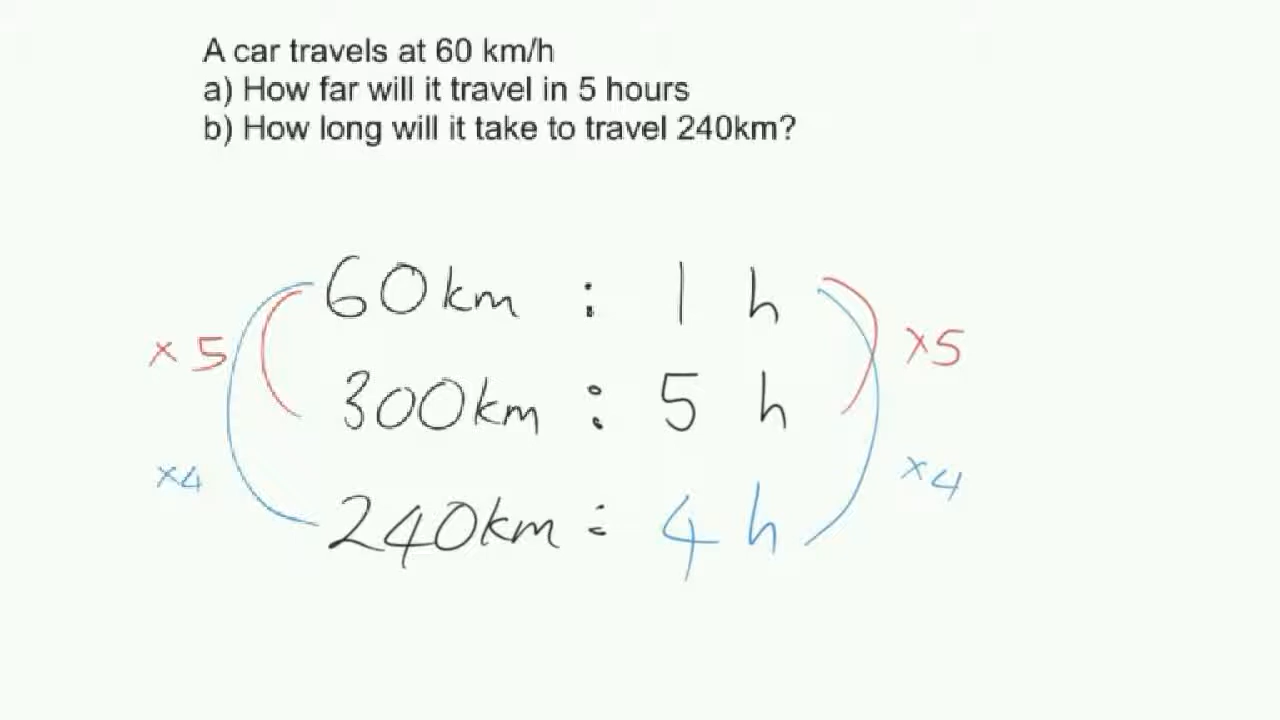 A car travels at 60 km/h
a) How far will it travel in 5 hours
b) How long will it take to travel 240km?
60km : 1 h
×5 ×5
300km : 5 h
×4 ×4
240km : 4 h